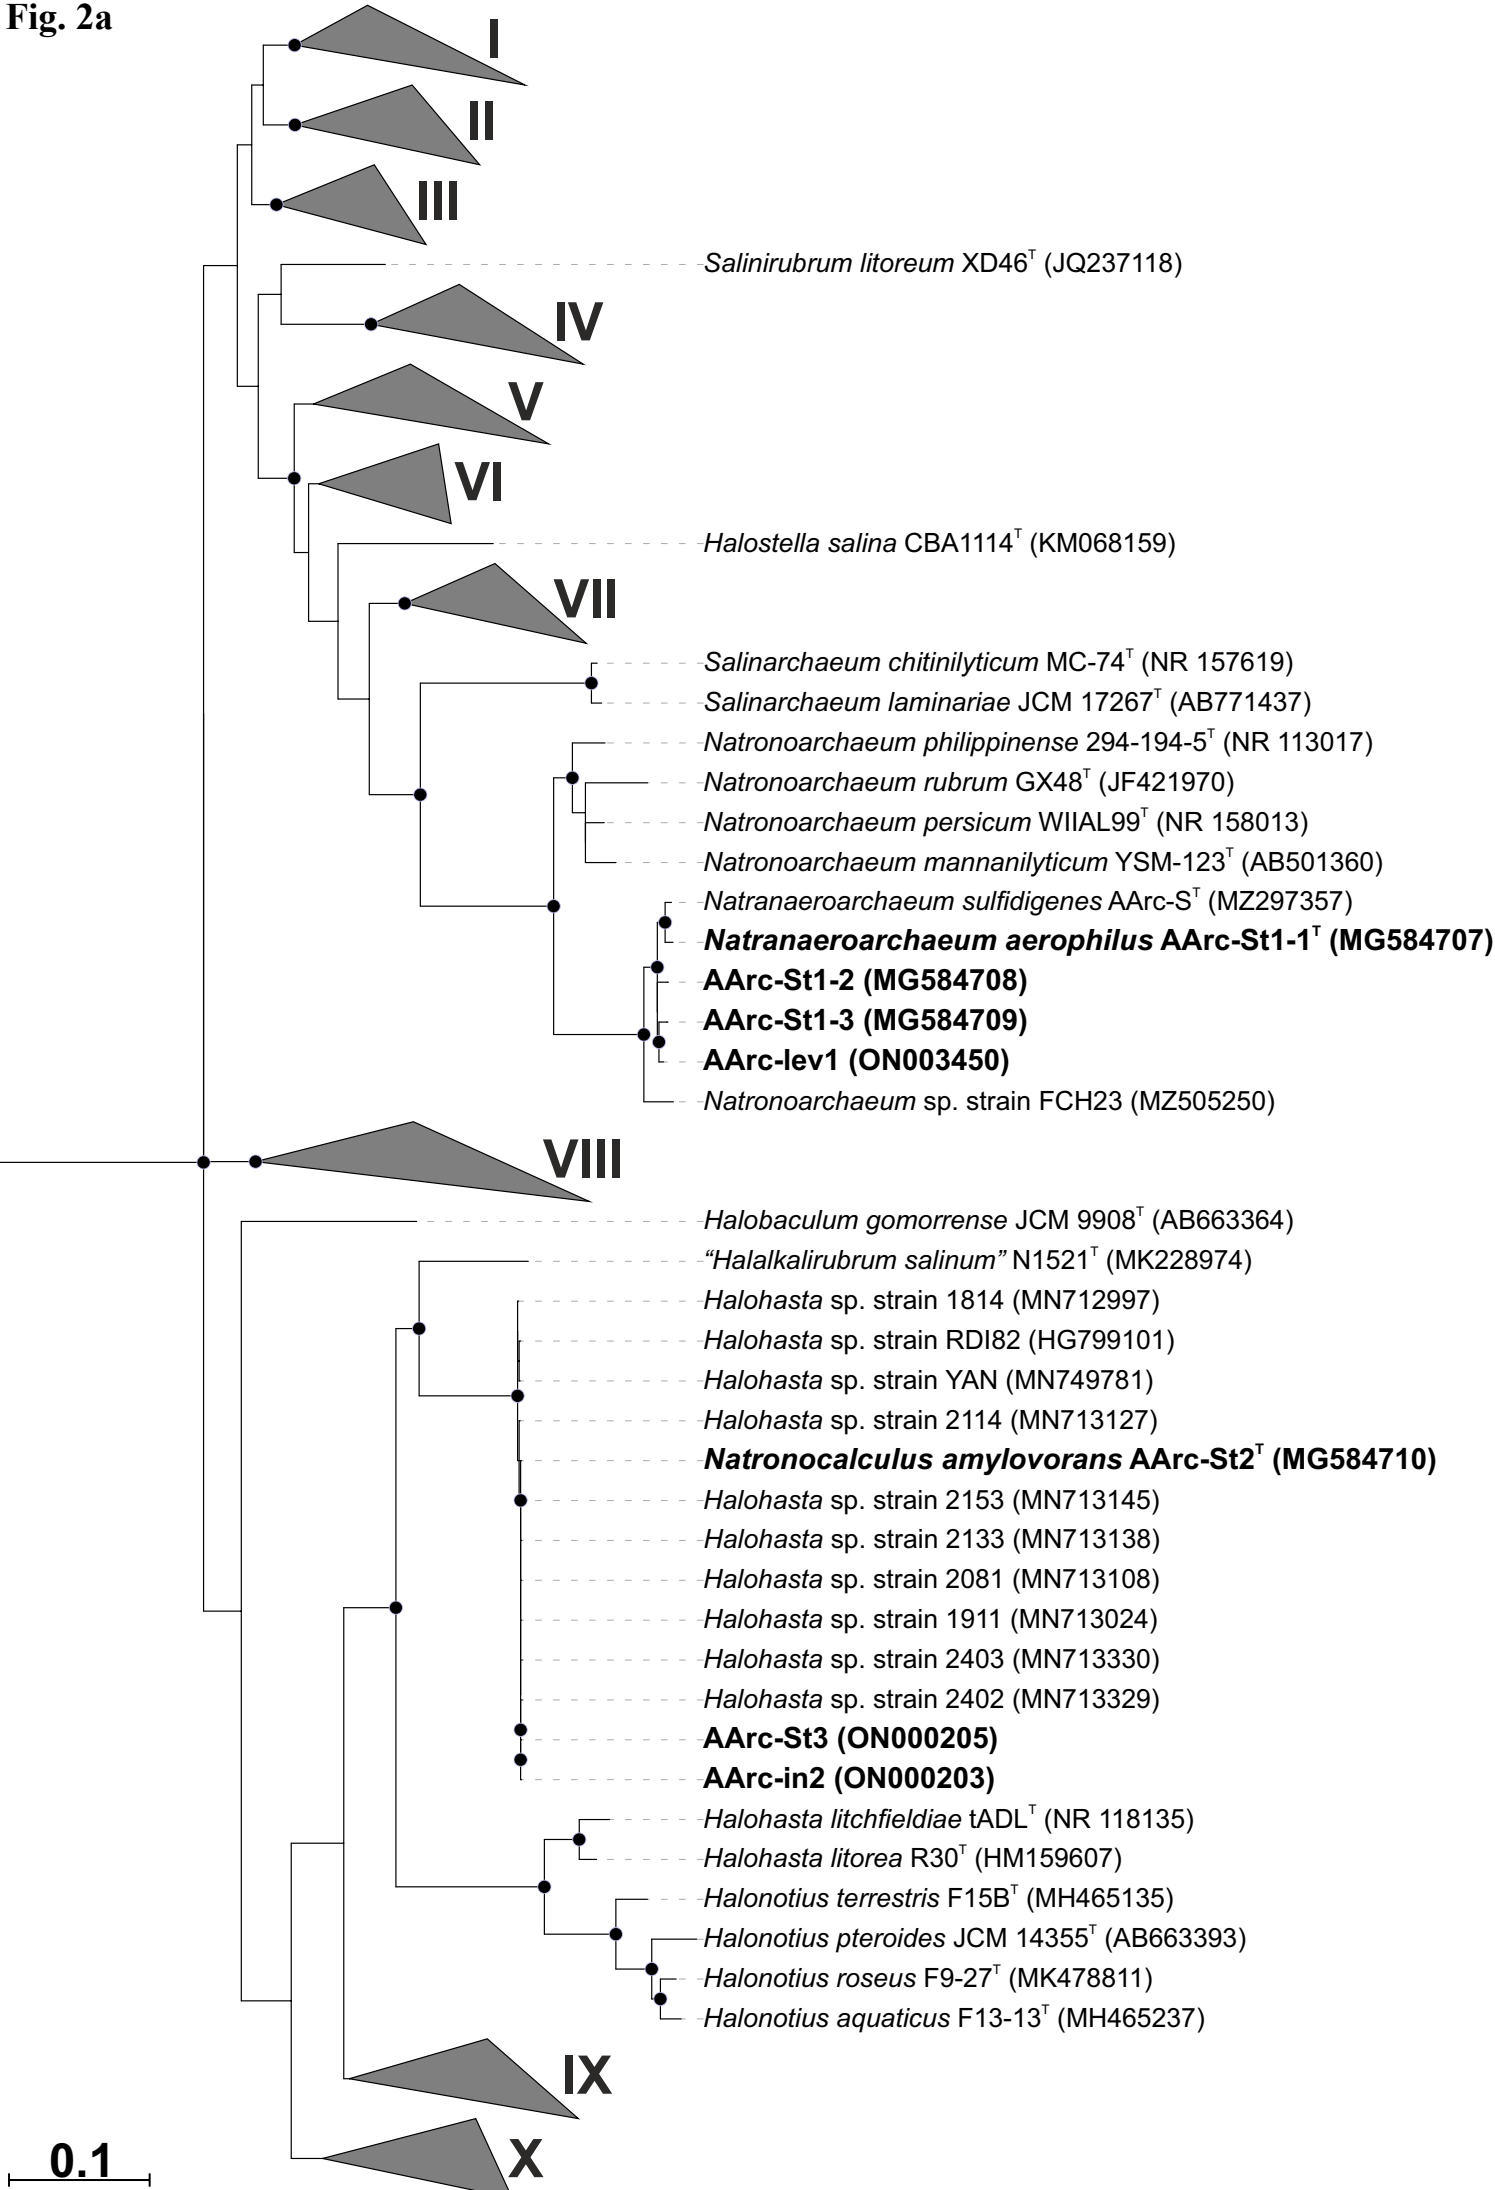 Fig. 2a
I
II
III
Salinirubrum litoreum XD46ᵀ (JQ237118)
IV
V
VI
Halostella salina CBA1114ᵀ (KM068159)
VII
Salinarchaeum chitinilyticum MC-74ᵀ (NR 157619)
Salinarchaeum laminariae JCM 17267ᵀ (AB771437)
Natronoarchaeum philippinense 294-194-5ᵀ (NR 113017)
Natronoarchaeum rubrum GX48ᵀ (JF421970)
Natronoarchaeum persicum WIIAL99ᵀ (NR 158013)
Natronoarchaeum mannanilyticum YSM-123ᵀ (AB501360)
Natranaeroarchaeum sulfidigenes AArc-Sᵀ (MZ297357)
Natranaeroarchaeum aerophilus AArc-St1-1ᵀ (MG584707)
AArc-St1-2 (MG584708)
AArc-St1-3 (MG584709)
AArc-lev1 (ON003450)
Natronoarchaeum sp. strain FCH23 (MZ505250)
VIII
Halobaculum gomorrense JCM 9908ᵀ (AB663364)
“Halalkalirubrum salinum” N1521ᵀ (MK228974)
Halohasta sp. strain 1814 (MN712997)
Halohasta sp. strain RDI82 (HG799101)
Halohasta sp. strain YAN (MN749781)
Halohasta sp. strain 2114 (MN713127)
Natronocalculus amylovorans AArc-St2ᵀ (MG584710)
Halohasta sp. strain 2153 (MN713145)
Halohasta sp. strain 2133 (MN713138)
Halohasta sp. strain 2081 (MN713108)
Halohasta sp. strain 1911 (MN713024)
Halohasta sp. strain 2403 (MN713330)
Halohasta sp. strain 2402 (MN713329)
AArc-St3 (ON000205)
AArc-in2 (ON000203)
Halohasta litchfieldiae tADLᵀ (NR 118135)
Halohasta litorea R30ᵀ (HM159607)
Halonotius terrestris F15Bᵀ (MH465135)
Halonotius pteroides JCM 14355ᵀ (AB663393)
Halonotius roseus F9-27ᵀ (MK478811)
Halonotius aquaticus F13-13ᵀ (MH465237)
IX
X
0.1